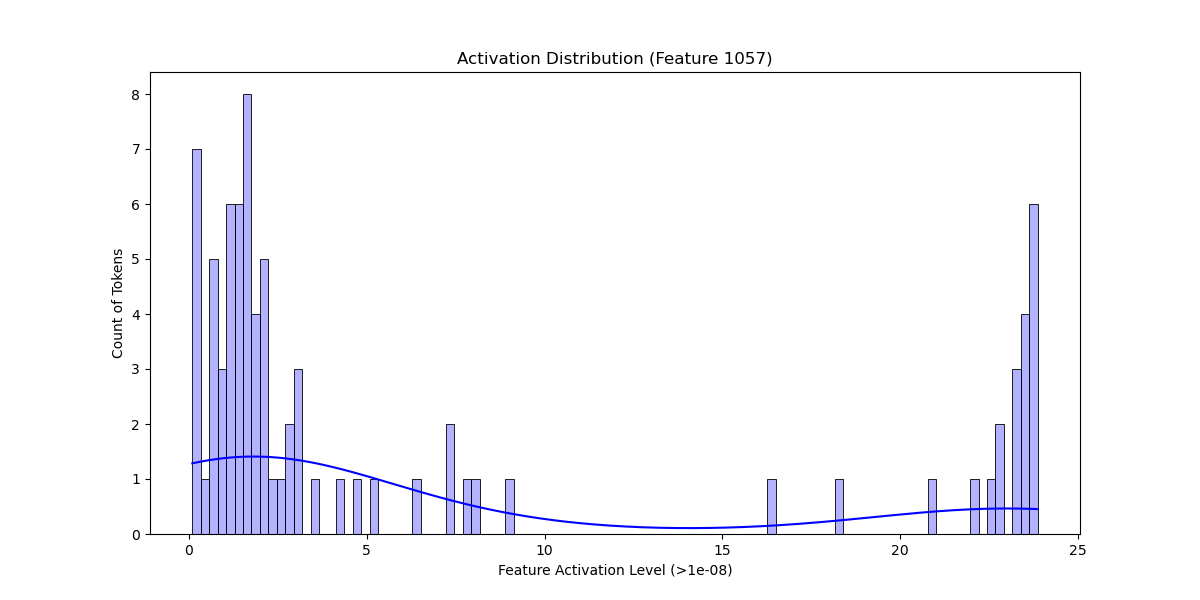 Activation Distribution (Feature 1057)
Count of Tokens
8
7
6
5
4
3
2
1
0
0 5 10 15 20 25
Feature Activation Level (>1e-08)